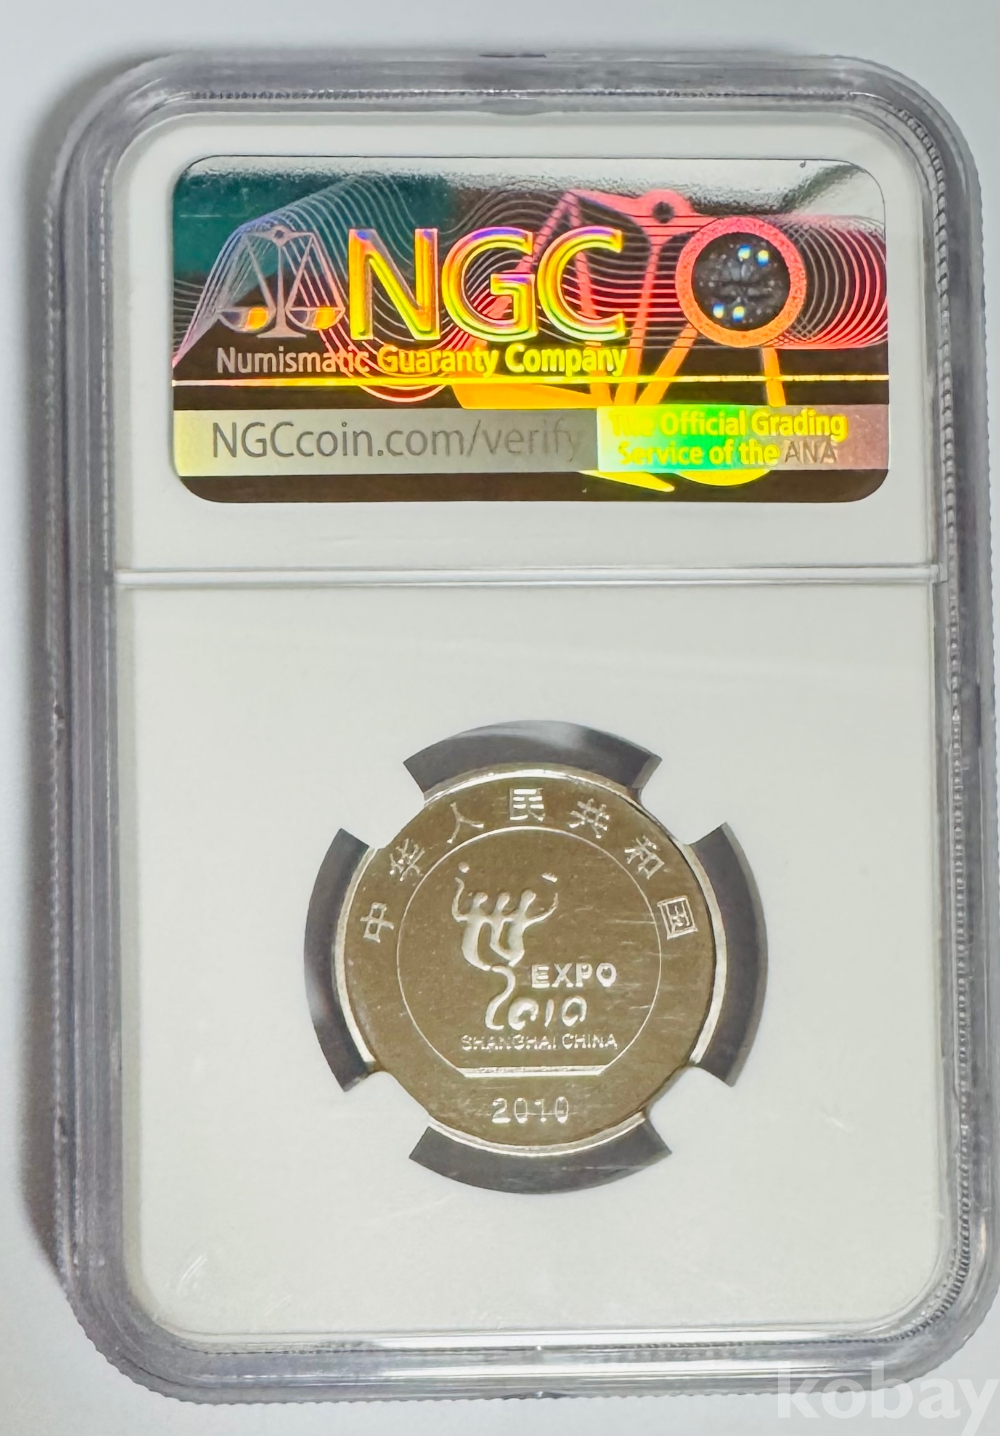 NGC
Numismatic Guaranty Company
NGCcoin.com/verify
The Official Grading
Service of the ANA
中华人民共和国
EXPO
2010
SHANGHAI CHINA
2010
kobay